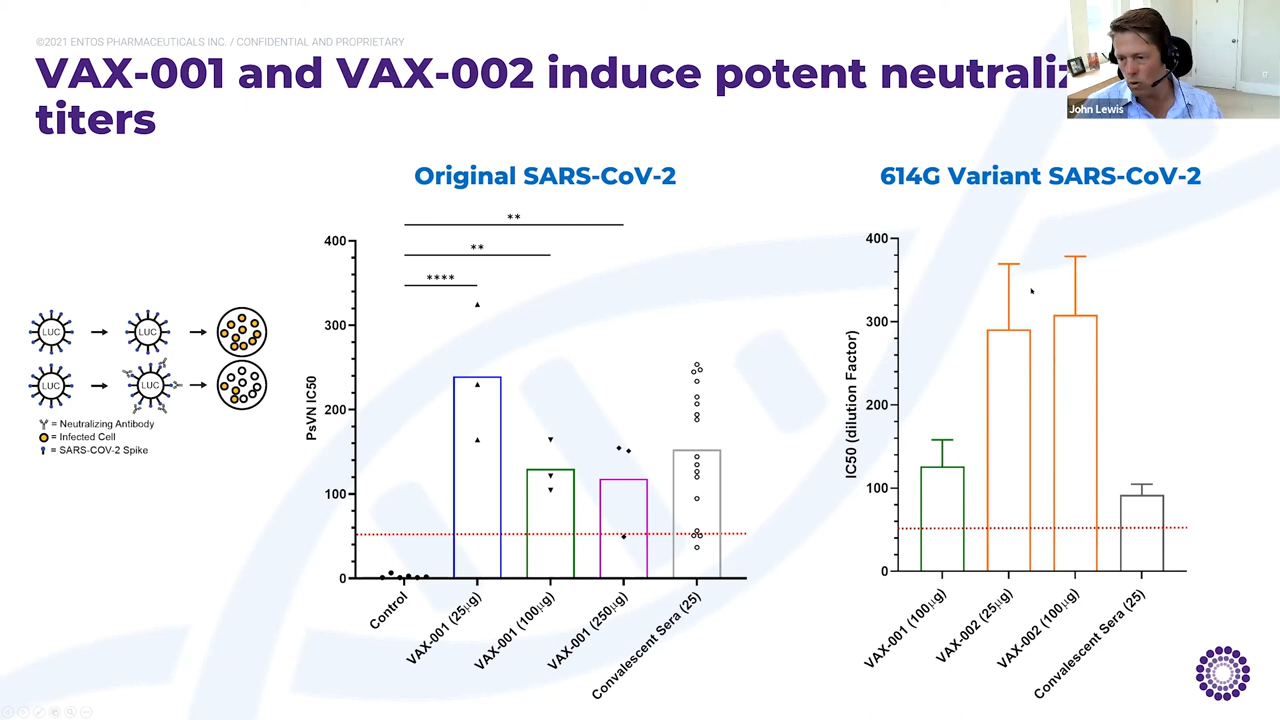 ©2021 ENTOS PHARMACEUTICALS INC. / CONFIDENTIAL AND PROPRIETARY
VAX-001 and VAX-002 induce potent
titers
John Lewis
Original SARS-CoV-2
614G Variant SARS-CoV-2
LUC
LUC
LUC
LUC
= Neutralizing Antibody
= Infected Cell
= SARS-COV-2 Spike
**
**
****
PsVN IC50
400
300
200
100
0
Control
VAX-001 (25µg)
VAX-001 (100µg)
VAX-001 (250µg)
Convalescent Sera (25)
IC50 (dilution Factor)
400
300
200
100
0
VAX-001 (100µg)
VAX-002 (25µg)
VAX-002 (100µg)
Convalescent Sera (25)